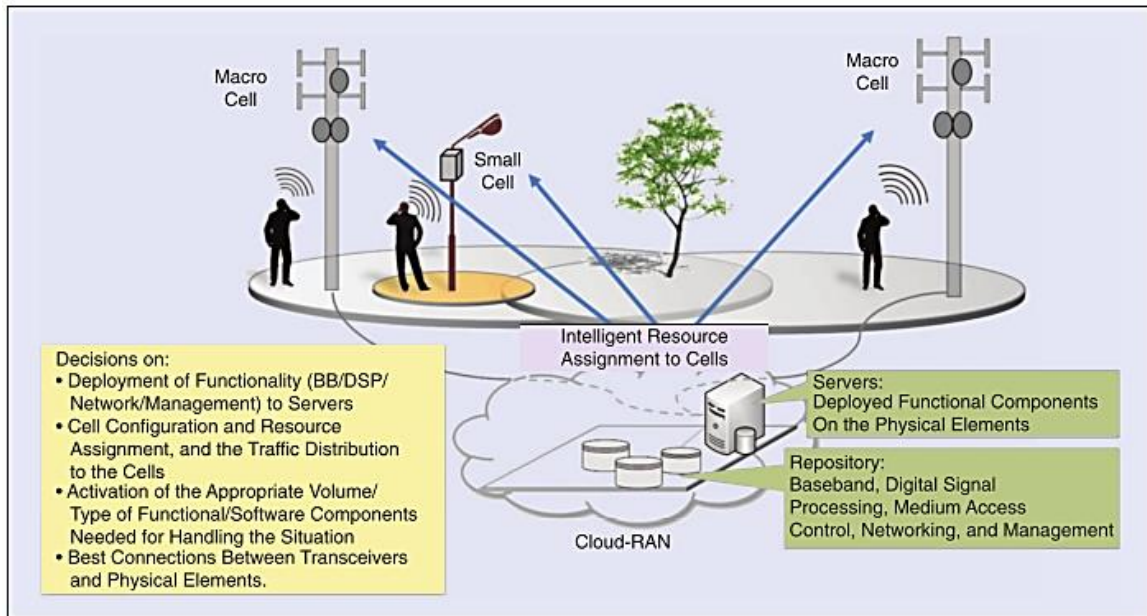 Macro
Cell
Small
Cell
Macro
Cell
Intelligent Resource
Assignment to Cells
Decisions on:
• Deployment of Functionality (BB/DSP/
Network/Management) to Servers
• Cell Configuration and Resource
Assignment, and the Traffic Distribution
to the Cells
• Activation of the Appropriate Volume/
Type of Functional/Software Components
Needed for Handling the Situation
• Best Connections Between Transceivers
and Physical Elements.
Servers:
Deployed Functional Components
On the Physical Elements
Repository:
Baseband, Digital Signal
Processing, Medium Access
Control, Networking, and Management
Cloud-RAN